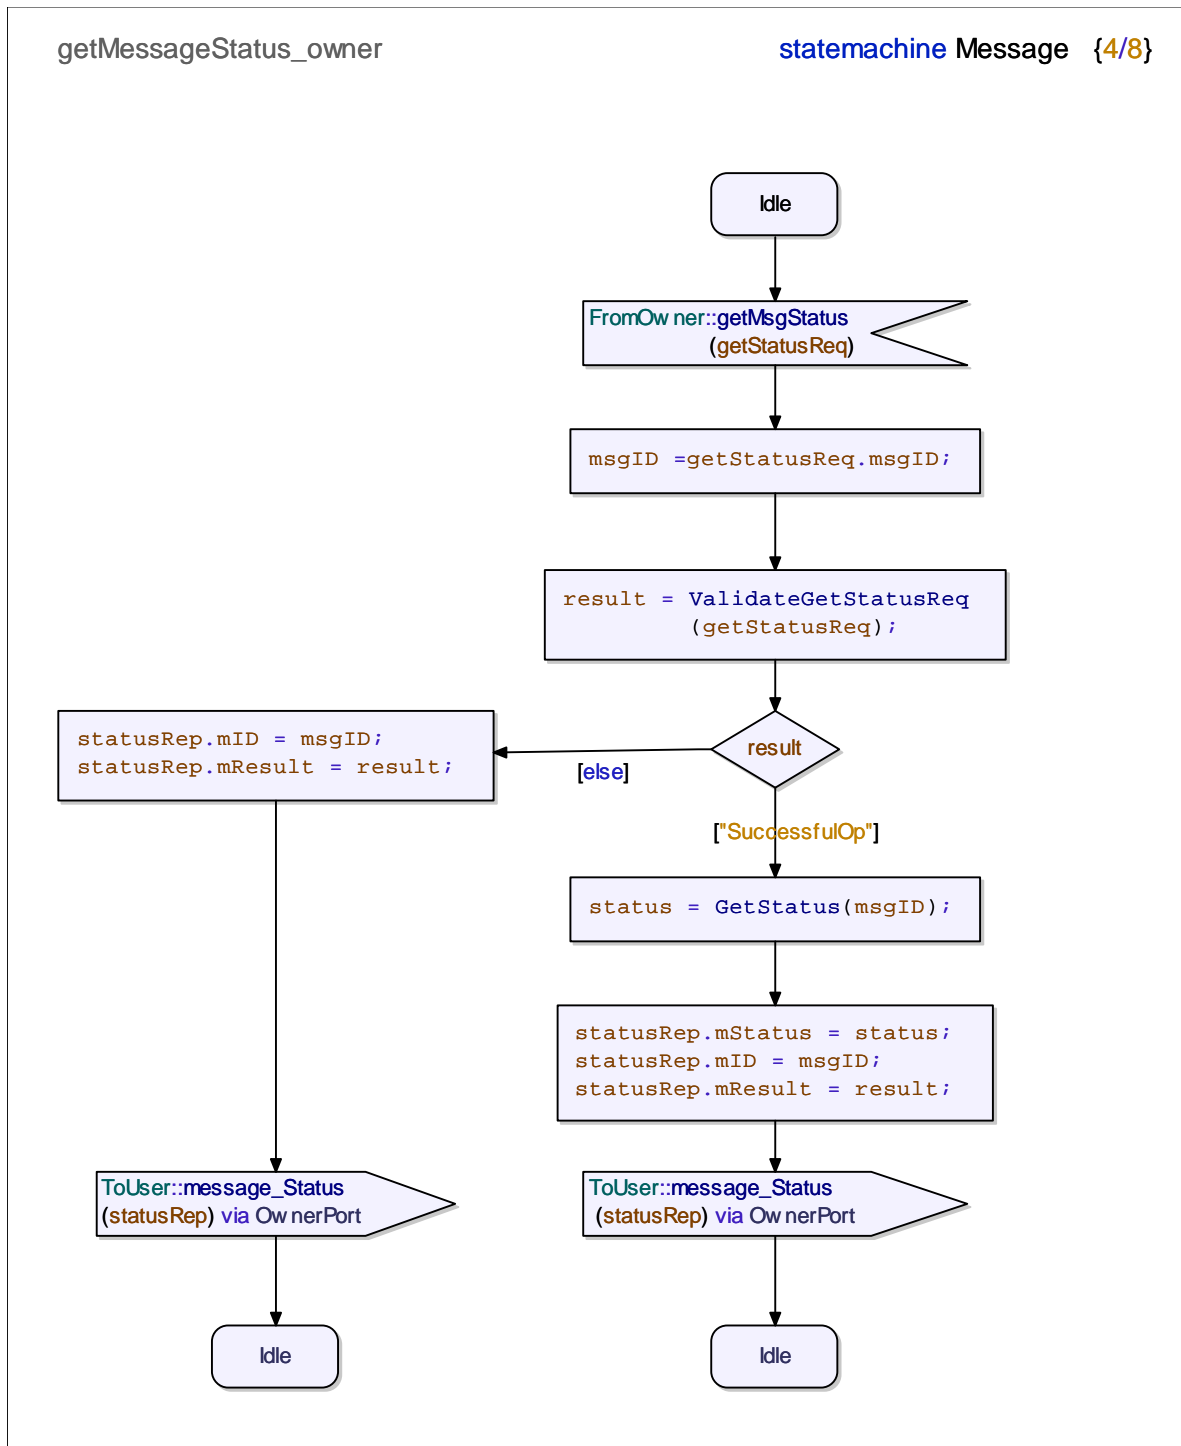 getMessageStatus_owner
statemachine Message {4/8}
Idle
FromOwner::getMsgStatus
(getStatusReq)
msgID =getStatusReq.msgID;
result = ValidateGetStatusReq
(getStatusReq);
result
[else]
statusRep.mID = msgID;
statusRep.mResult = result;
["SuccessfulOp"]
status = GetStatus(msgID);
statusRep.mStatus = status;
statusRep.mID = msgID;
statusRep.mResult = result;
ToUser::message_Status
(statusRep) via OwnerPort
ToUser::message_Status
(statusRep) via OwnerPort
Idle
Idle